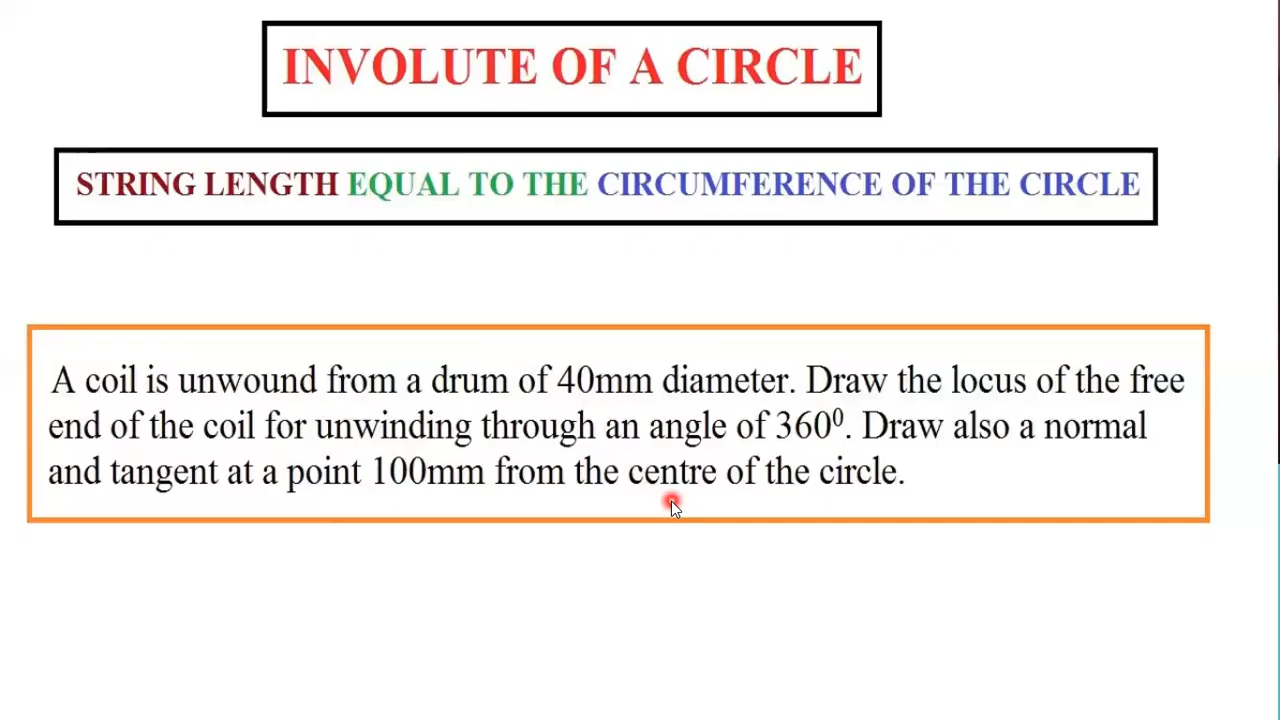 INVOLUTE OF A CIRCLE
STRING LENGTH EQUAL TO THE CIRCUMFERENCE OF THE CIRCLE
A coil is unwound from a drum of 40mm diameter. Draw the locus of the free
end of the coil for unwinding through an angle of 360⁰. Draw also a normal
and tangent at a point 100mm from the centre of the circle.